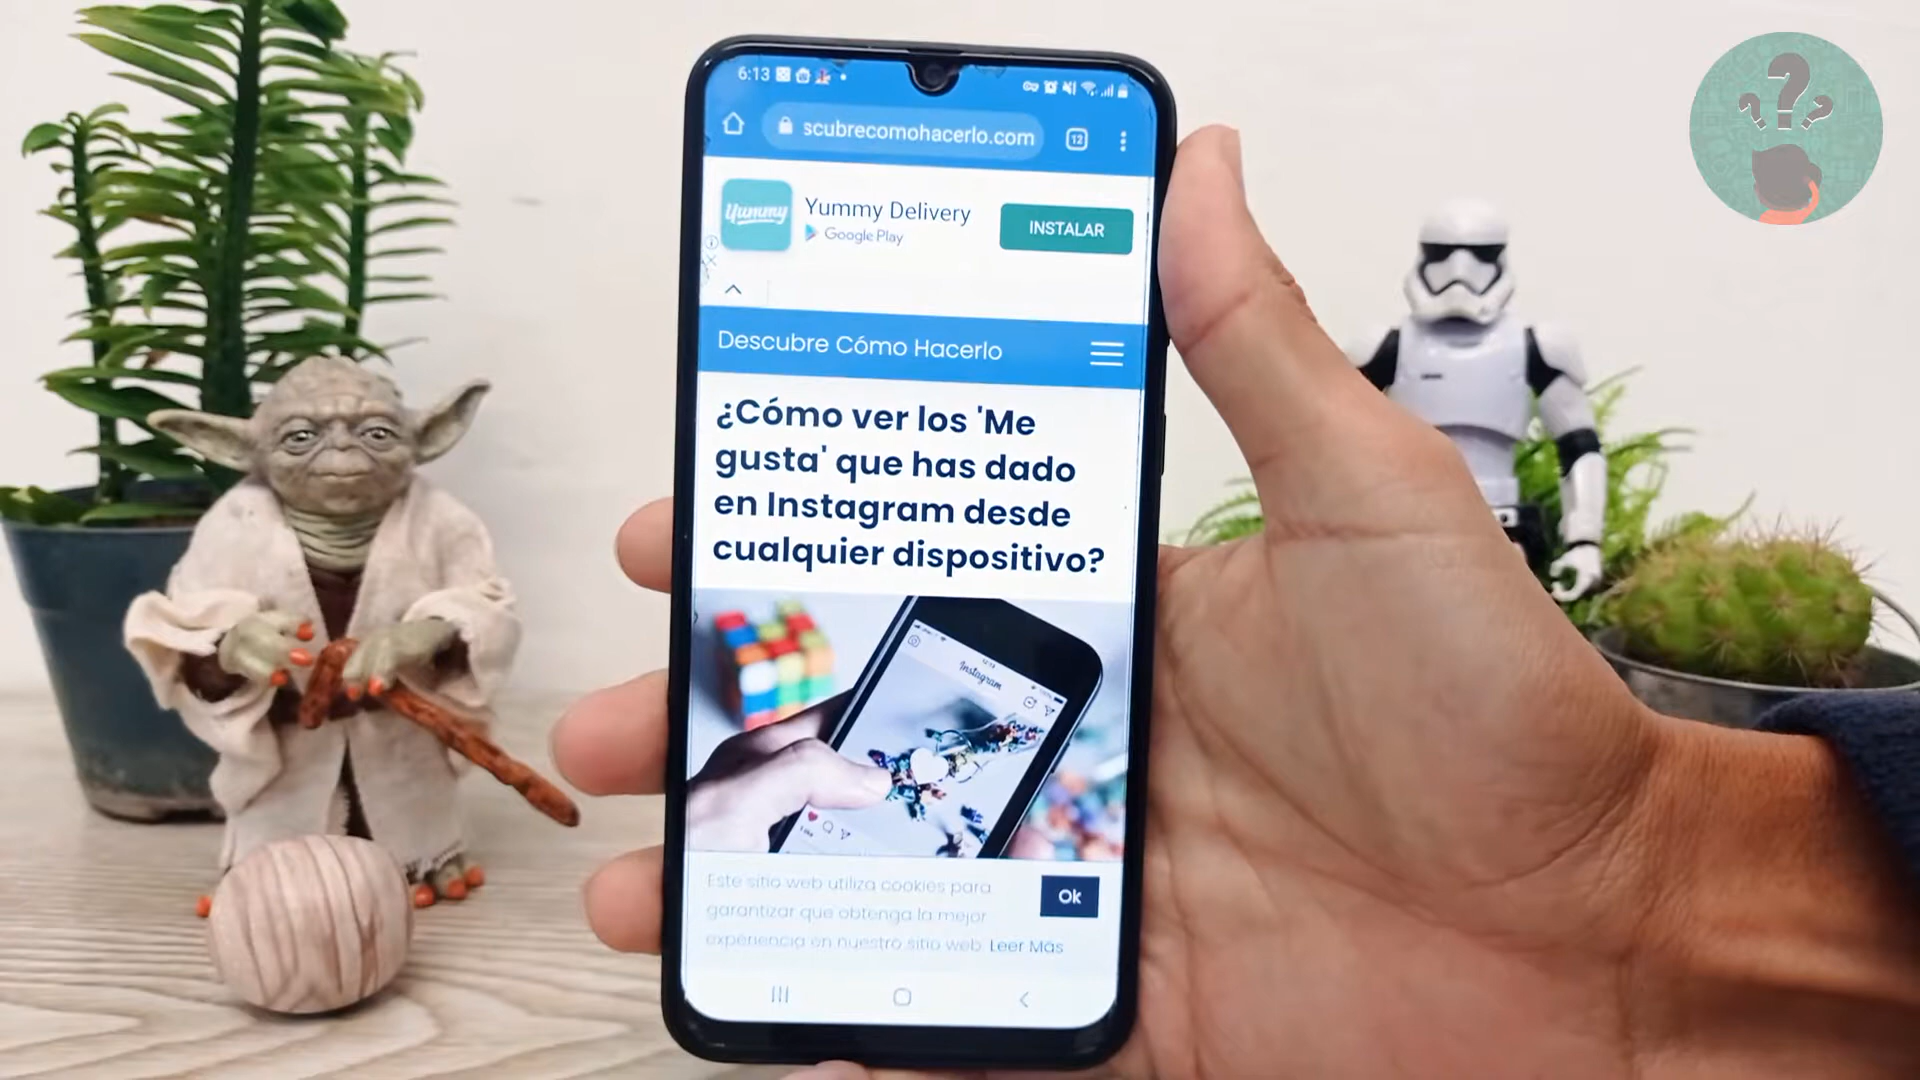 6:13
scubrecomohacerlo.com
12
Yummy
Yummy Delivery
Google Play
INSTALAR
Descubre Cómo Hacerlo
¿Cómo ver los 'Me
gusta' que has dado
en Instagram desde
cualquier dispositivo?
Instagram
Este sitio web utiliza cookies para
garantizar que obtenga la mejor
experiencia en nuestro sitio web. Leer Más
Ok